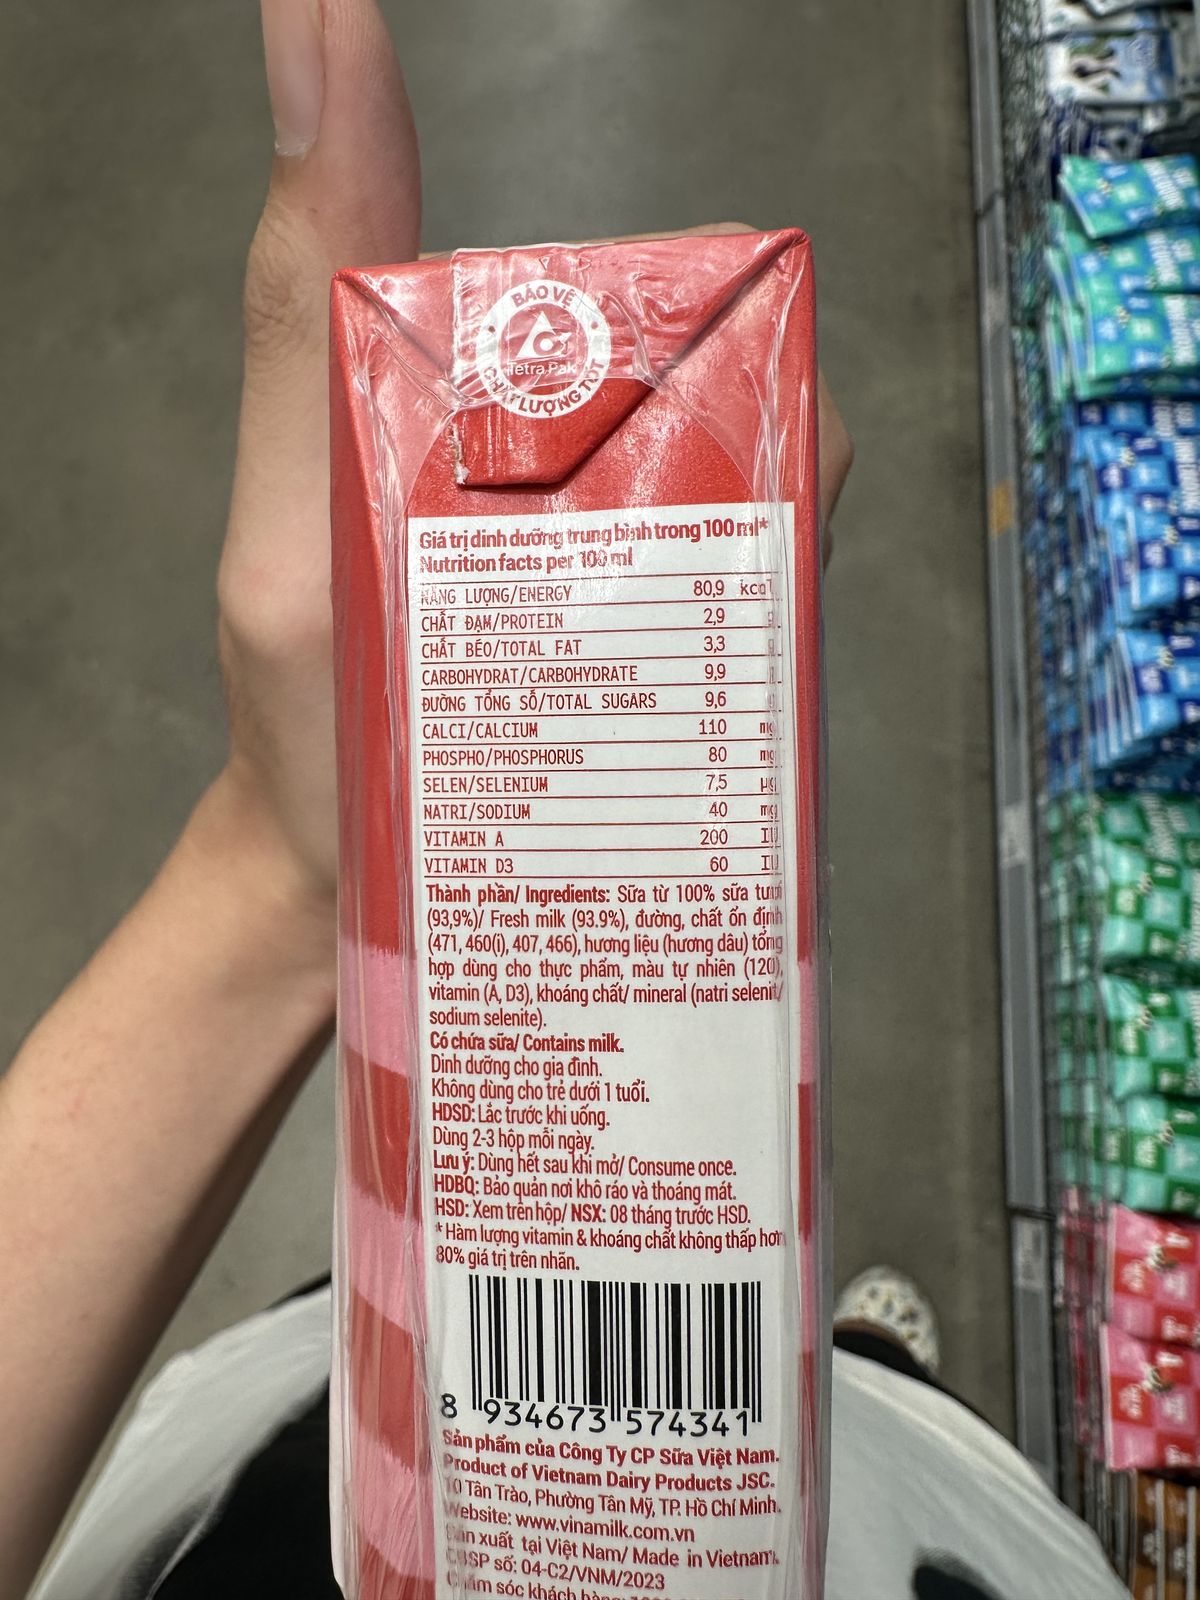 BẢO VỆ
Tetra Pak
CHẤT LƯỢNG TỐT
Giá trị dinh dưỡng trung bình trong 100 ml*
Nutrition facts per 100 ml
NĂNG LƯỢNG/ENERGY 80,9 kcal
CHẤT ĐẠM/PROTEIN 2,9 g
CHẤT BÉO/TOTAL FAT 3,3 g
CARBOHYDRAT/CARBOHYDRATE 9,9 g
ĐƯỜNG TỔNG SỐ/TOTAL SUGARS 9,6 g
CALCI/CALCIUM 110 mg
PHOSPHO/PHOSPHORUS 80 mg
SELEN/SELENIUM 7,5 µg
NATRI/SODIUM 40 mg
VITAMIN A 200 IU
VITAMIN D3 60 IU
Thành phần/ Ingredients: Sữa từ 100% sữa tươi
(93,9%)/ Fresh milk (93.9%), đường, chất ổn định
(471, 460(i), 407, 466), hương liệu (hương dâu) tổng
hợp dùng cho thực phẩm, màu tự nhiên (120),
vitamin (A, D3), khoáng chất/ mineral (natri selenit/
sodium selenite).
Có chứa sữa/ Contains milk.
Dinh dưỡng cho gia đình.
Không dùng cho trẻ dưới 1 tuổi.
HDSD: Lắc trước khi uống.
Dùng 2-3 hộp mỗi ngày.
Lưu ý: Dùng hết sau khi mở/ Consume once.
HDBQ: Bảo quản nơi khô ráo và thoáng mát.
HSD: Xem trên hộp/ NSX: 08 tháng trước HSD.
* Hàm lượng vitamin & khoáng chất không thấp hơn
80% giá trị trên nhãn.
8 934673 574341
Sản phẩm của Công Ty CP Sữa Việt Nam.
Product of Vietnam Dairy Products JSC.
10 Tân Trào, Phường Tân Mỹ, TP. Hồ Chí Minh.
Website: www.vinamilk.com.vn
Sản xuất tại Việt Nam/ Made in Vietnam.
CBSP số: 04-C2/VNM/2023
Chăm sóc khách hàng: